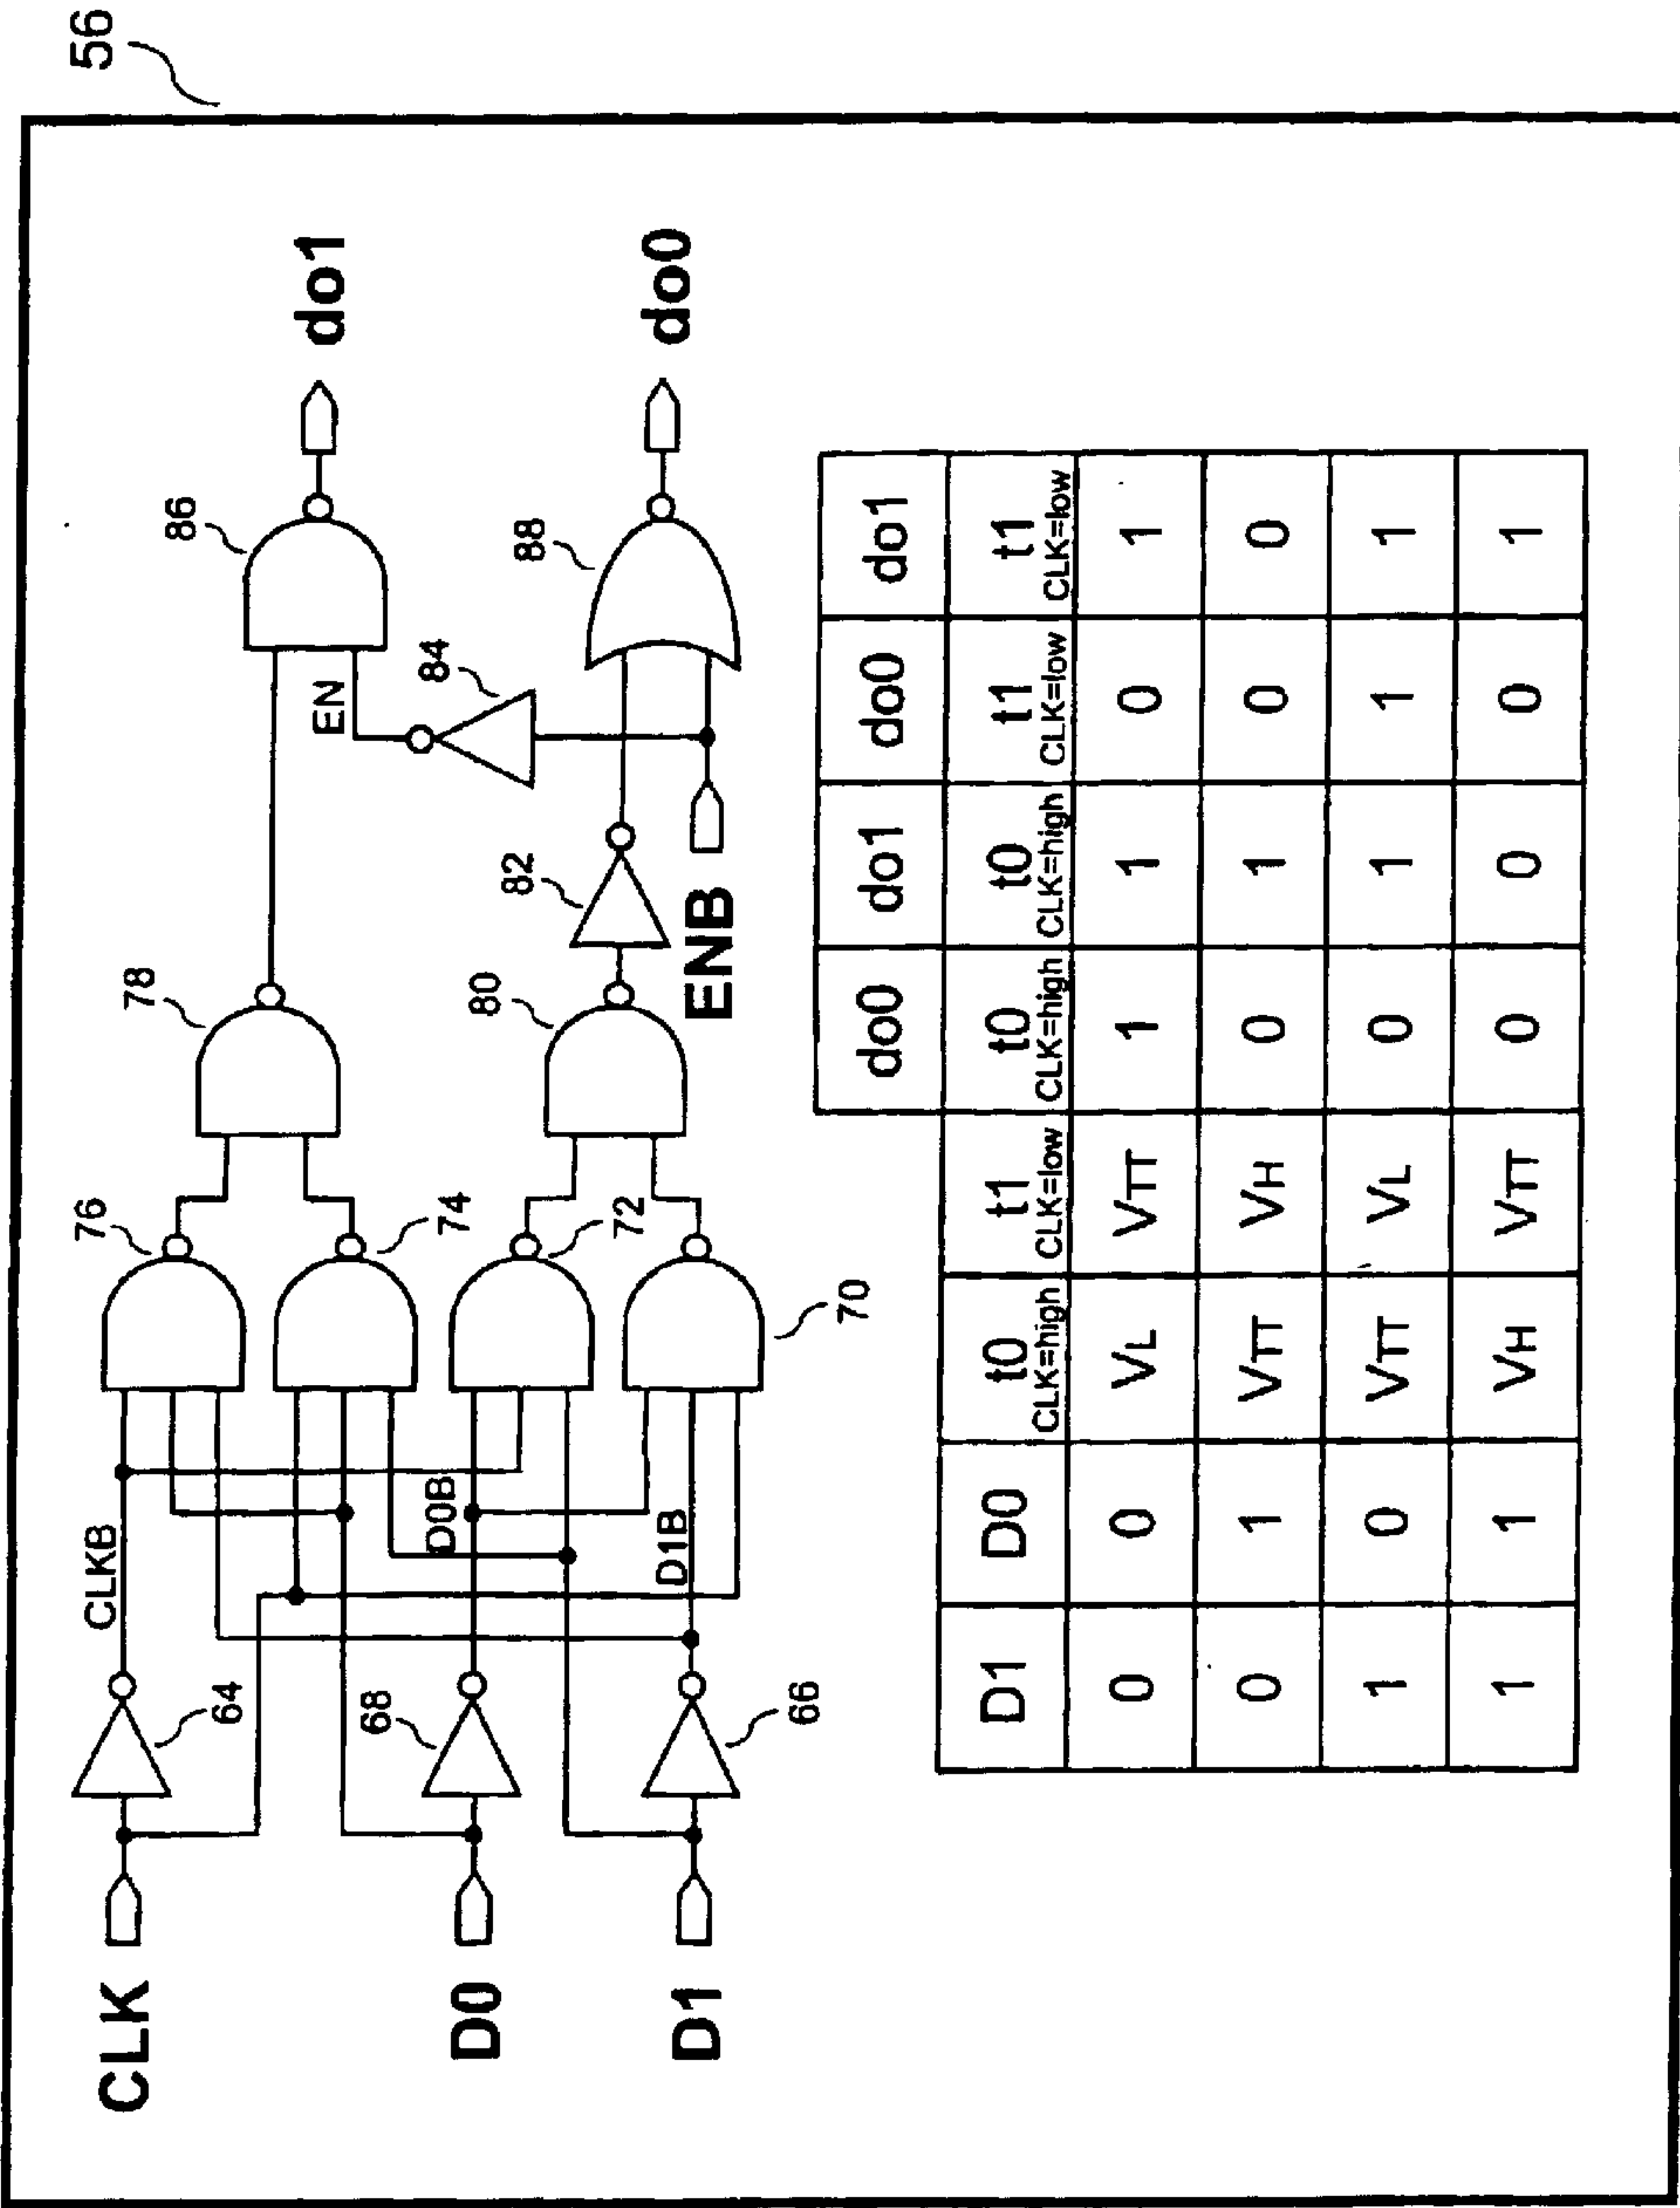 56
CLK
64
CLKB
76
78
86
do1
74
EN
84
D0
68
D0B
72
80
82
88
do0
D1
66
D1B
70
ENB
do0 do1 do0 do1
D1 D0 t0 CLK=high t1 CLK=low t0 CLK=high t0 CLK=high t1 CLK=low t1 CLK=low
0 0 VL VTT 1 1 0 1
0 1 VTT VH 0 1 0 0
1 0 VTT VL 0 1 1 1
1 1 VH VTT 0 0 0 1